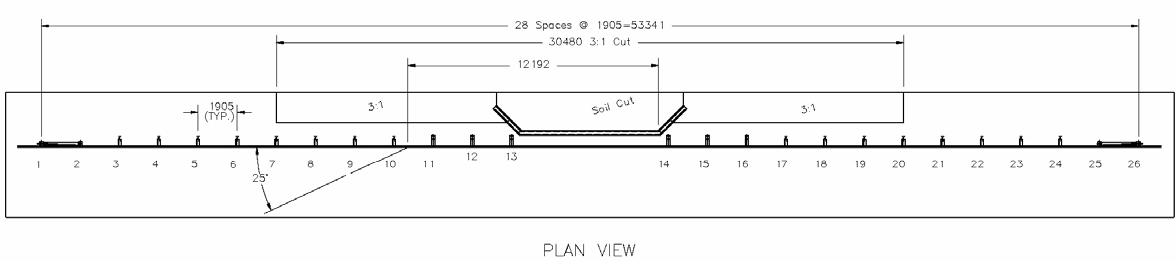 28 Spaces @ 1905=53341
30480 3:1 Cut
12192
1905
(TYP.)
3:1
Soil Cut
3:1
1 2 3 4 5 6 7 8 9 10 11 12 13 14 15 16 17 18 19 20 21 22 23 24 25 26
25°
PLAN VIEW